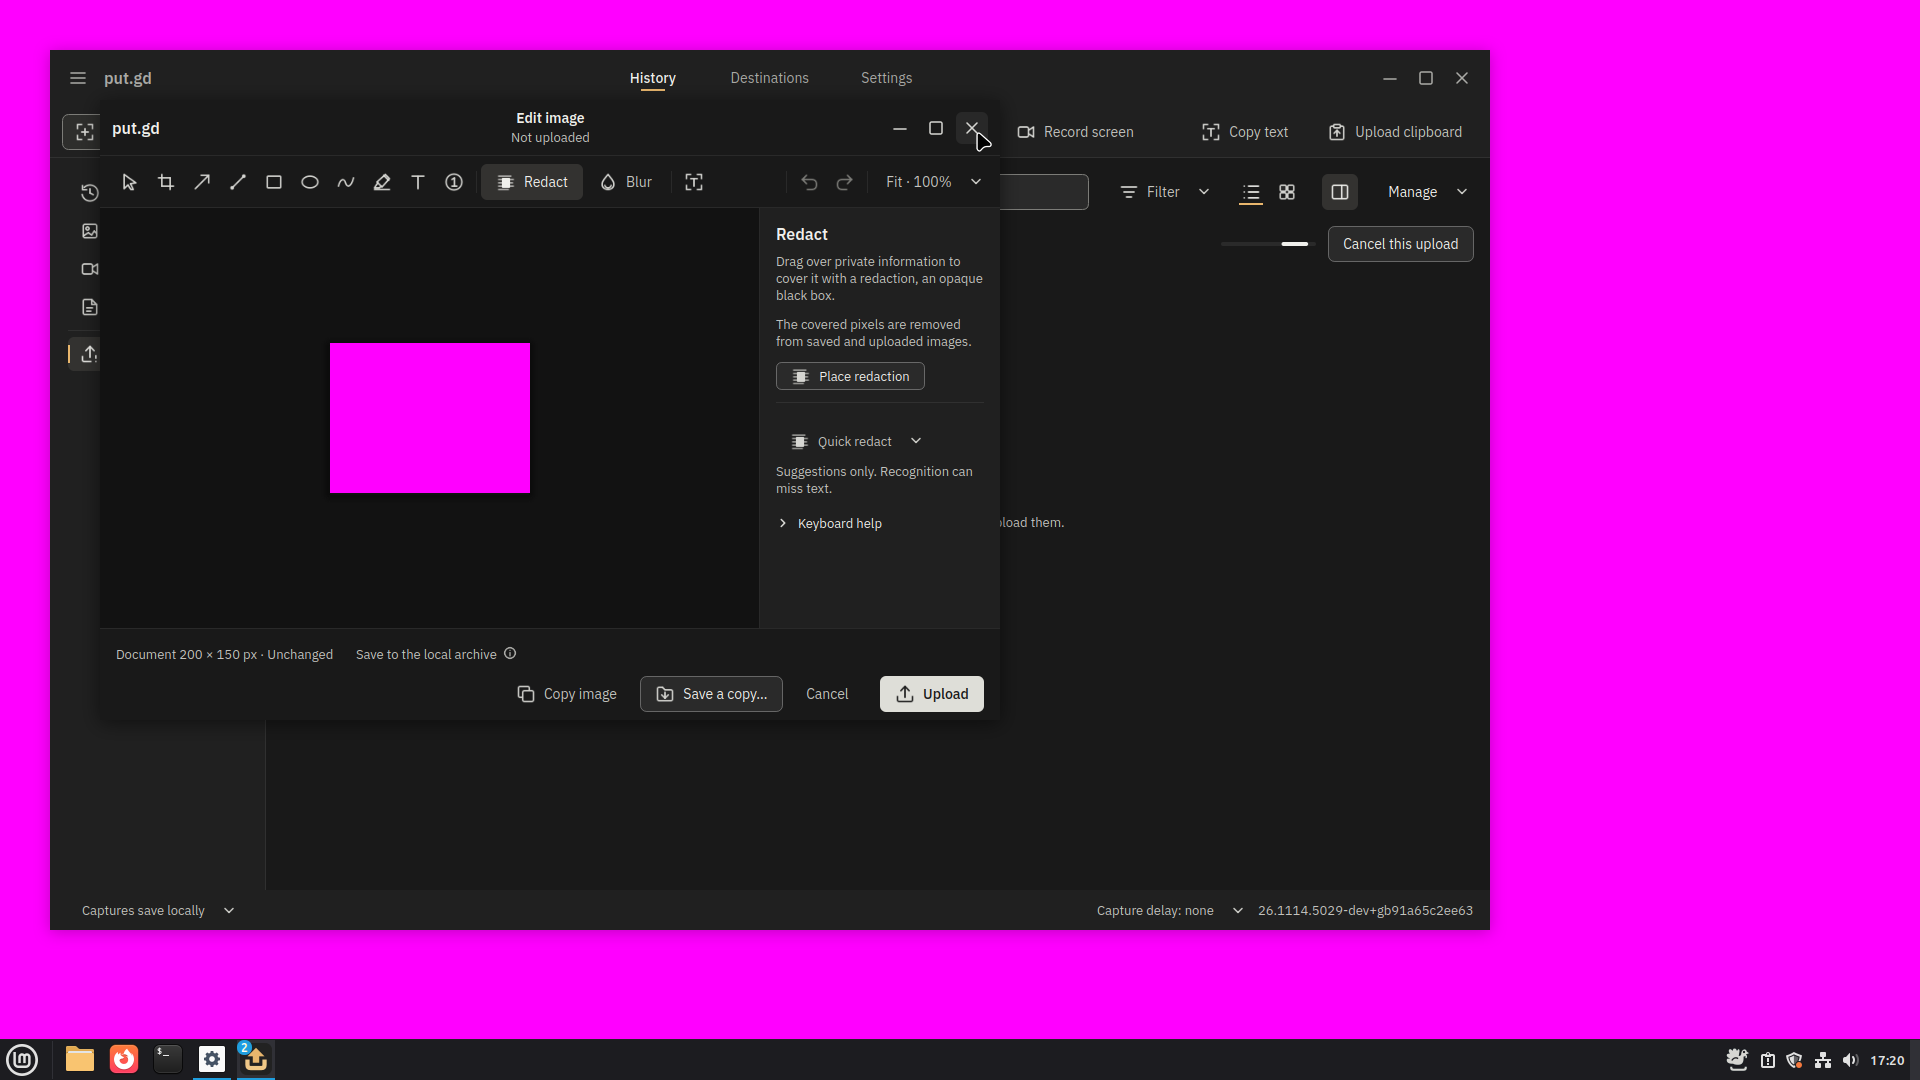 put.gd
History
Destinations
Settings
put.gd
Edit image
Not uploaded
Record screen
Copy text
Upload clipboard
Redact
Blur
Fit · 100%
Filter
Manage
Redact
Cancel this upload
Drag over private information to
cover it with a redaction, an opaque
black box.
The covered pixels are removed
from saved and uploaded images.
Place redaction
Quick redact
Suggestions only. Recognition can
miss text.
Keyboard help
them.
Document 200 × 150 px · Unchanged
Save to the local archive
Copy image
Save a copy...
Cancel
Upload
Captures save locally
Capture delay: none
26.1114.5029-dev+gb91a65c2ee63
2
17:20